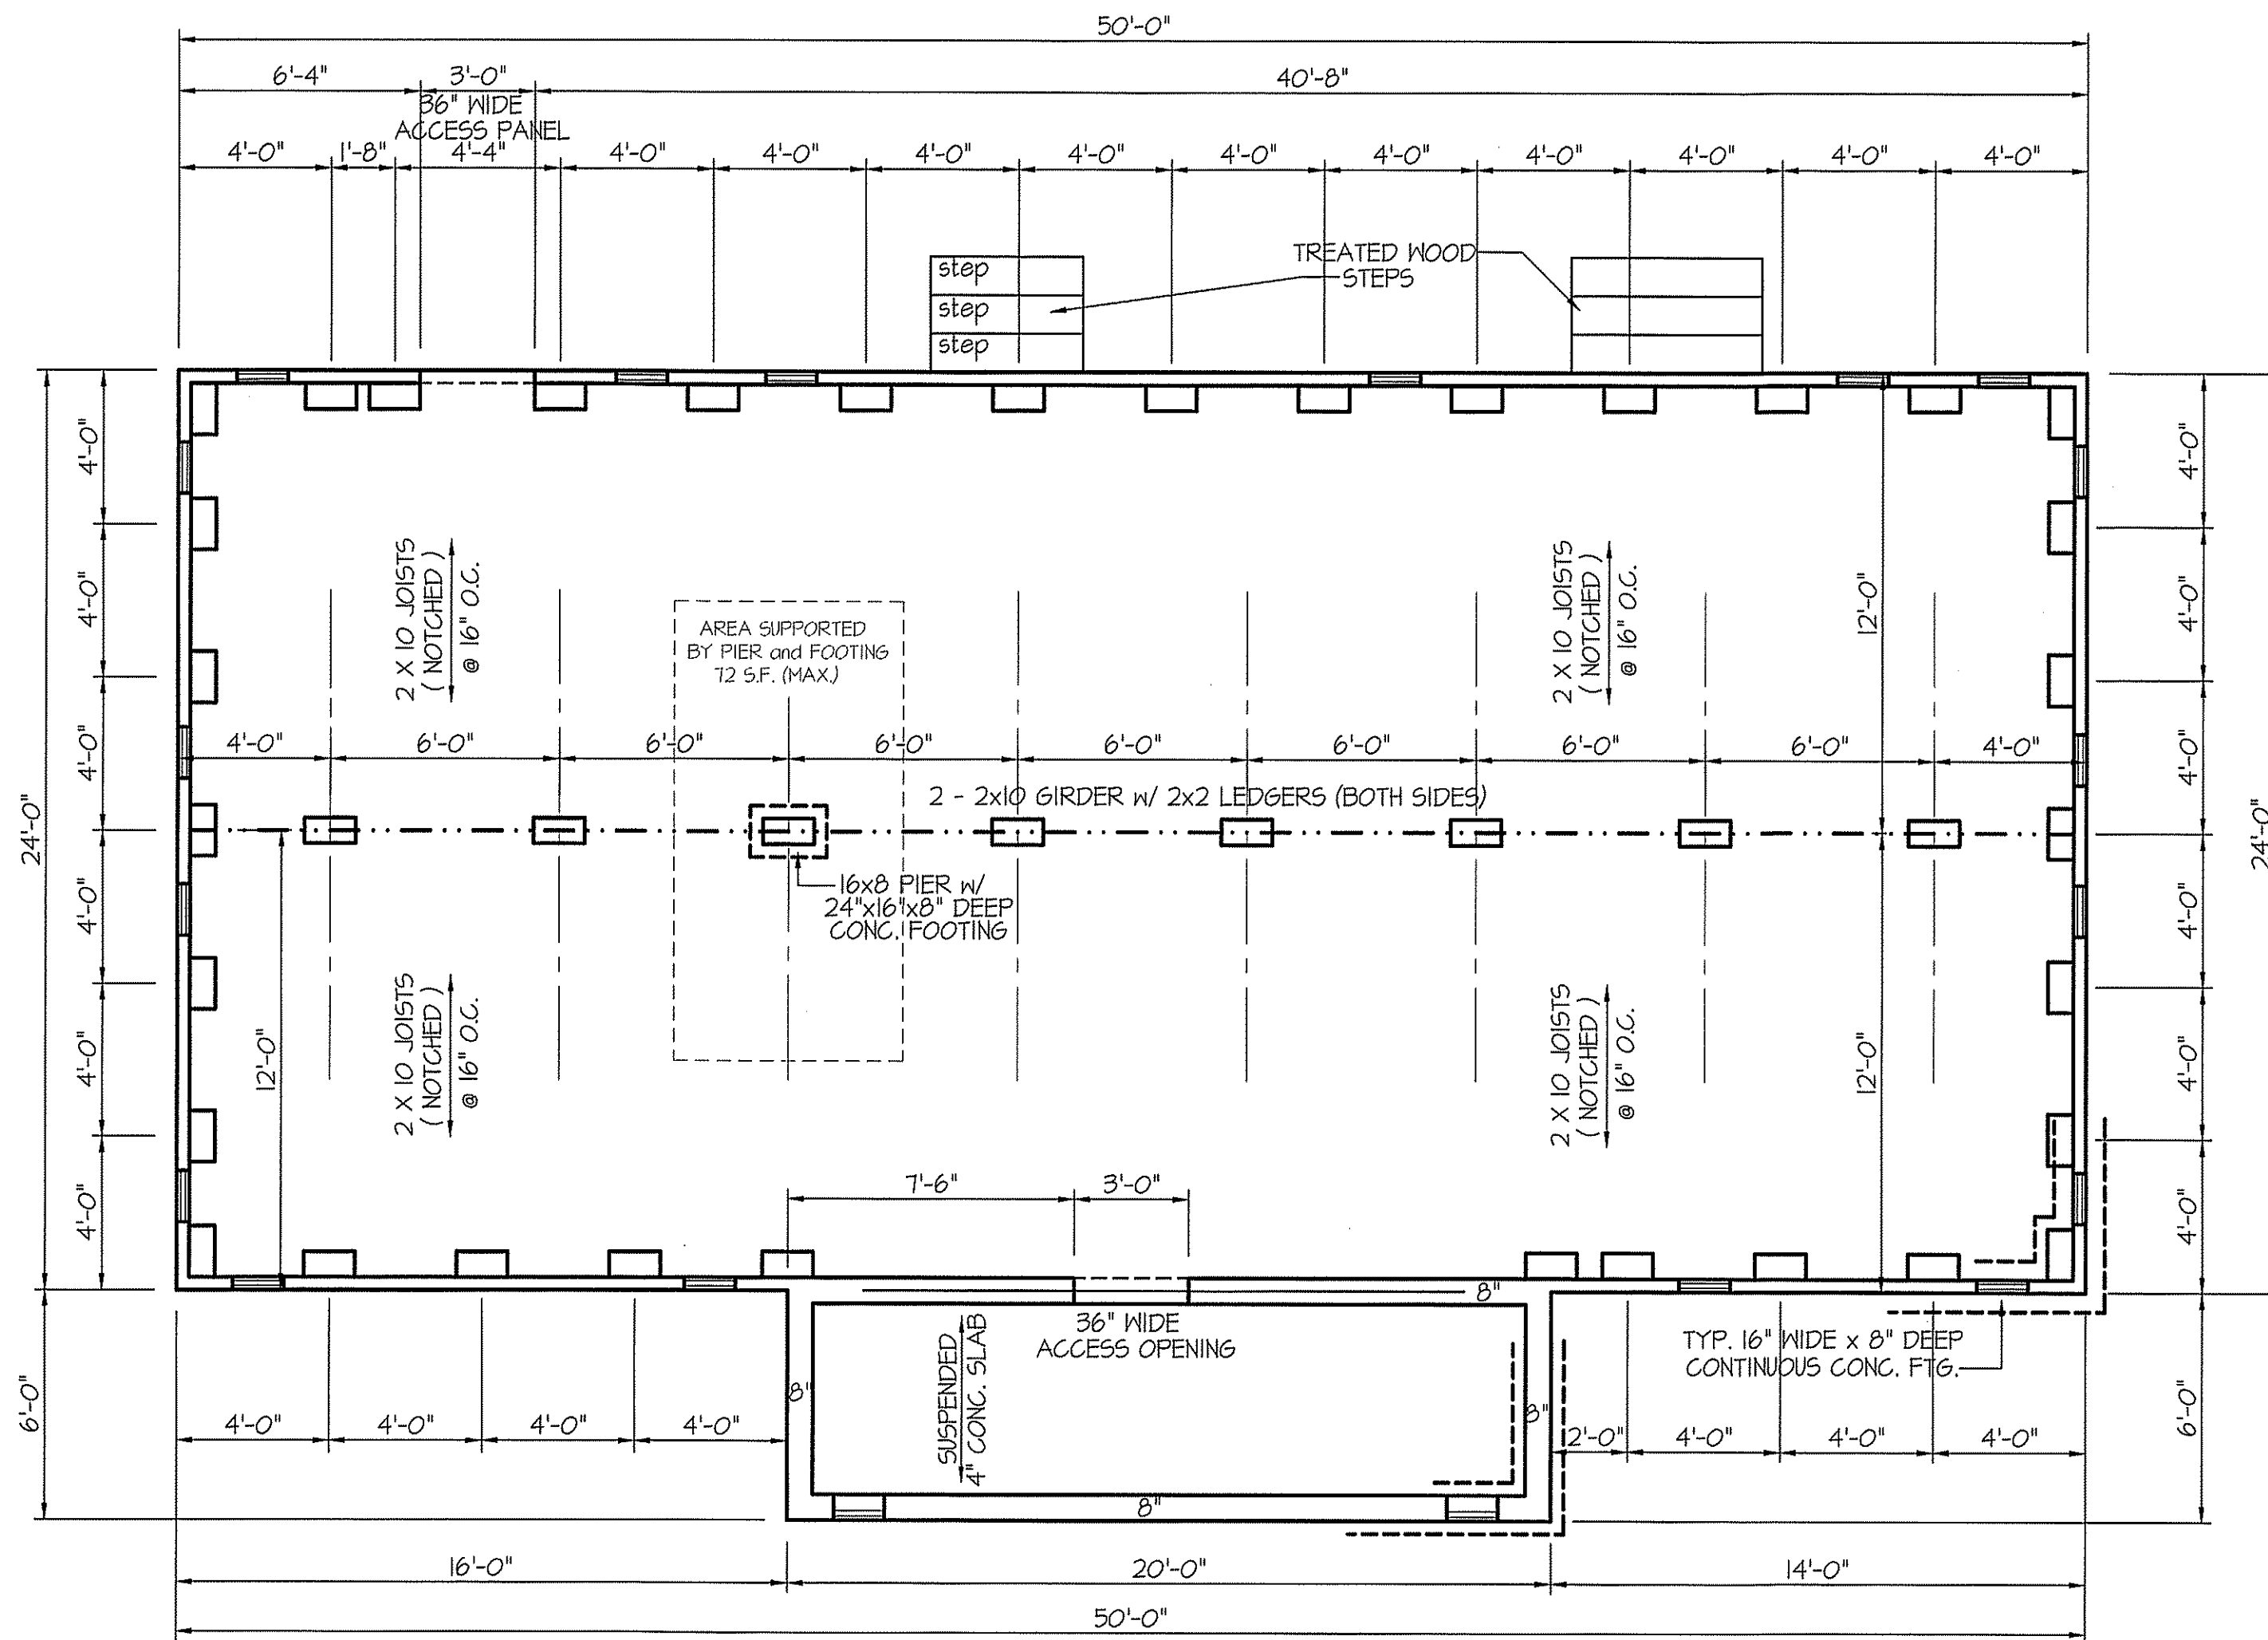 50'-0"
6'-4" 3'-0" 40'-8"
36" WIDE
ACCESS PANEL
4'-0" 1'-8" 4'-4" 4'-0" 4'-0" 4'-0" 4'-0" 4'-0" 4'-0" 4'-0" 4'-0" 4'-0" 4'-0"
step
step
step
TREATED WOOD
STEPS
4'-0"
4'-0"
4'-0"
4'-0"
4'-0"
4'-0"
24'-0"
6'-0"
2 X 10 JOISTS
( NOTCHED )
@ 16" O.C.
2 X 10 JOISTS
( NOTCHED )
@ 16" O.C.
12'-0"
AREA SUPPORTED
BY PIER and FOOTING
72 S.F. (MAX.)
4'-0" 6'-0" 6'-0" 6'-0" 6'-0" 6'-0" 6'-0" 6'-0" 4'-0"
2 - 2x10 GIRDER w/ 2x2 LEDGERS (BOTH SIDES)
16x8 PIER w/
24"x16"x8" DEEP
CONC. FOOTING
12'-0"
2 X 10 JOISTS
( NOTCHED )
@ 16" O.C.
2 X 10 JOISTS
( NOTCHED )
@ 16" O.C.
12'-0"
4'-0"
4'-0"
4'-0"
4'-0"
4'-0"
4'-0"
24'-0"
6'-0"
7'-6" 3'-0"
8"
36" WIDE
ACCESS OPENING
SUSPENDED
4" CONC. SLAB
8"
8"
8"
TYP. 16" WIDE x 8" DEEP
CONTINUOUS CONC. FTG.
4'-0" 4'-0" 4'-0" 4'-0" 2'-0" 4'-0" 4'-0" 4'-0"
16'-0" 20'-0" 14'-0"
50'-0"